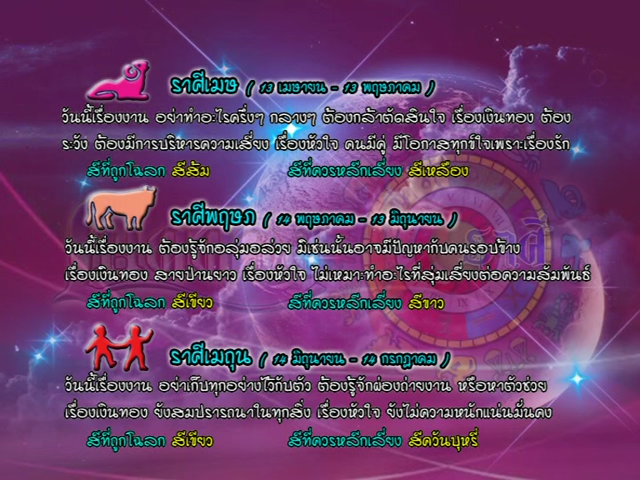 ราศีเมษ ( 13 เมษายน - 13 พฤษภาคม )
วันนี้เรื่องงาน อย่าทำอะไรครึ่งๆ กลางๆ ต้องกล้าตัดสินใจ เรื่องเงินทอง ต้อง
ระวัง ต้องมีการบริหารความเสี่ยง เรื่องหัวใจ คนมีคู่ มีโอกาสทุกข์ใจเพราะเรื่องรัก
สีที่ถูกโฉลก สีส้ม สีที่ควรหลีกเลี่ยง สีเหลือง
ราศีพฤษภ ( 14 พฤษภาคม - 13 มิถุนายน )
วันนี้เรื่องงาน ต้องรู้จักอลุ่มอล่วย มิเช่นนั้นอาจมีปัญหากับคนรอบข้าง
เรื่องเงินทอง สายป่านยาว เรื่องหัวใจ ไม่เหมาะทำอะไรที่สุ่มเสี่ยงต่อความสัมพันธ์
สีที่ถูกโฉลก สีเขียว สีที่ควรหลีกเลี่ยง สีขาว
ราศีเมถุน ( 14 มิถุนายน - 14 กรกฎาคม )
วันนี้เรื่องงาน อย่าเก็บทุกอย่างไว้กับตัว ต้องรู้จักผ่องถ่ายงาน หรือหาตัวช่วย
เรื่องเงินทอง ยังสมปรารถนาในทุกสิ่ง เรื่องหัวใจ ยังไม่ความหนักแน่นมั่นคง
สีที่ถูกโฉลก สีเขียว สีที่ควรหลีกเลี่ยง สีควันบุหรี่